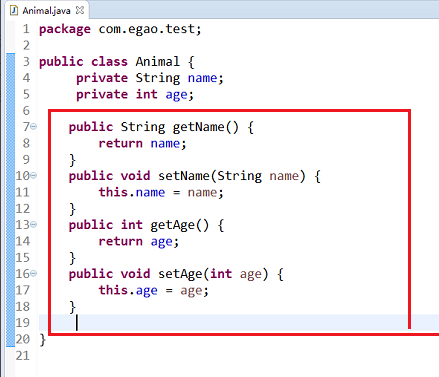 Animal.java
1 package com.egao.test;
2
3 public class Animal {
4 private String name;
5 private int age;
6
7 public String getName() {
8 return name;
9 }
10 public void setName(String name) {
11 this.name = name;
12 }
13 public int getAge() {
14 return age;
15 }
16 public void setAge(int age) {
17 this.age = age;
18 }
19
20 }
21